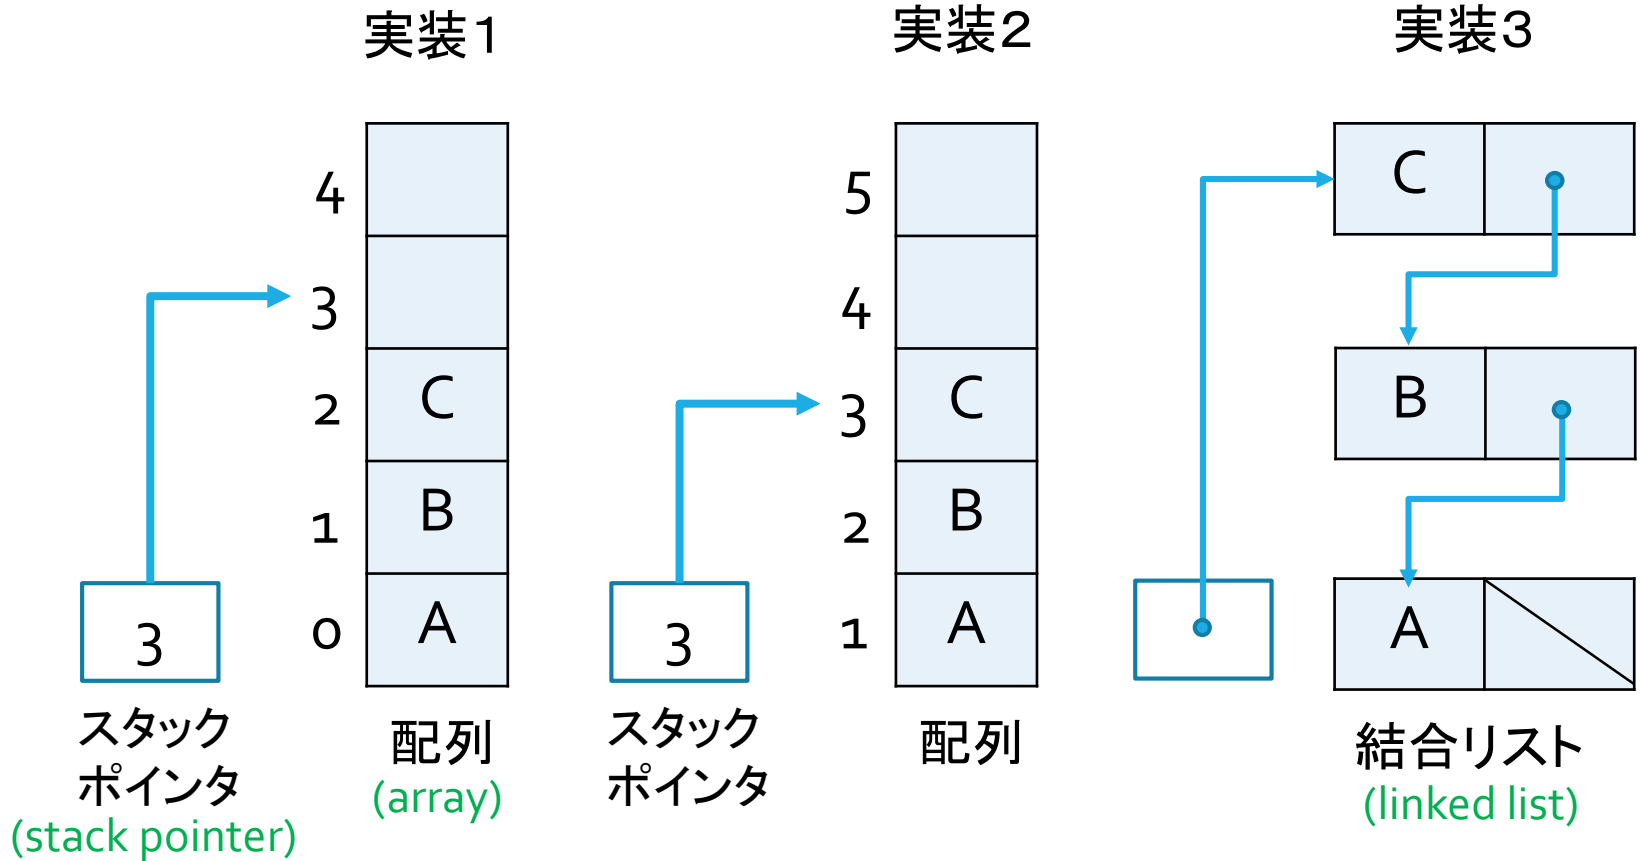 実装1
4
3
2
1
0
C
B
A
3
スタック
ポインタ
(stack pointer)
配列
(array)
実装2
5
4
3
2
1
C
B
A
3
スタック
ポインタ
配列
実装3
C
B
A
結合リスト
(linked list)